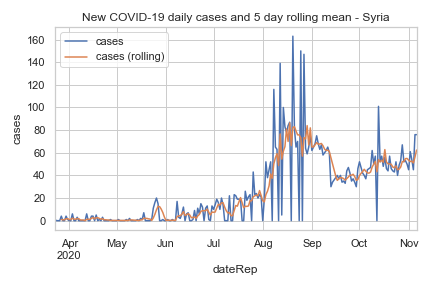 New COVID-19 daily cases and 5 day rolling mean - Syria
cases
cases (rolling)
160
140
120
100
80
60
40
20
0
cases
Apr May Jun Jul Aug Sep Oct Nov
2020
dateRep